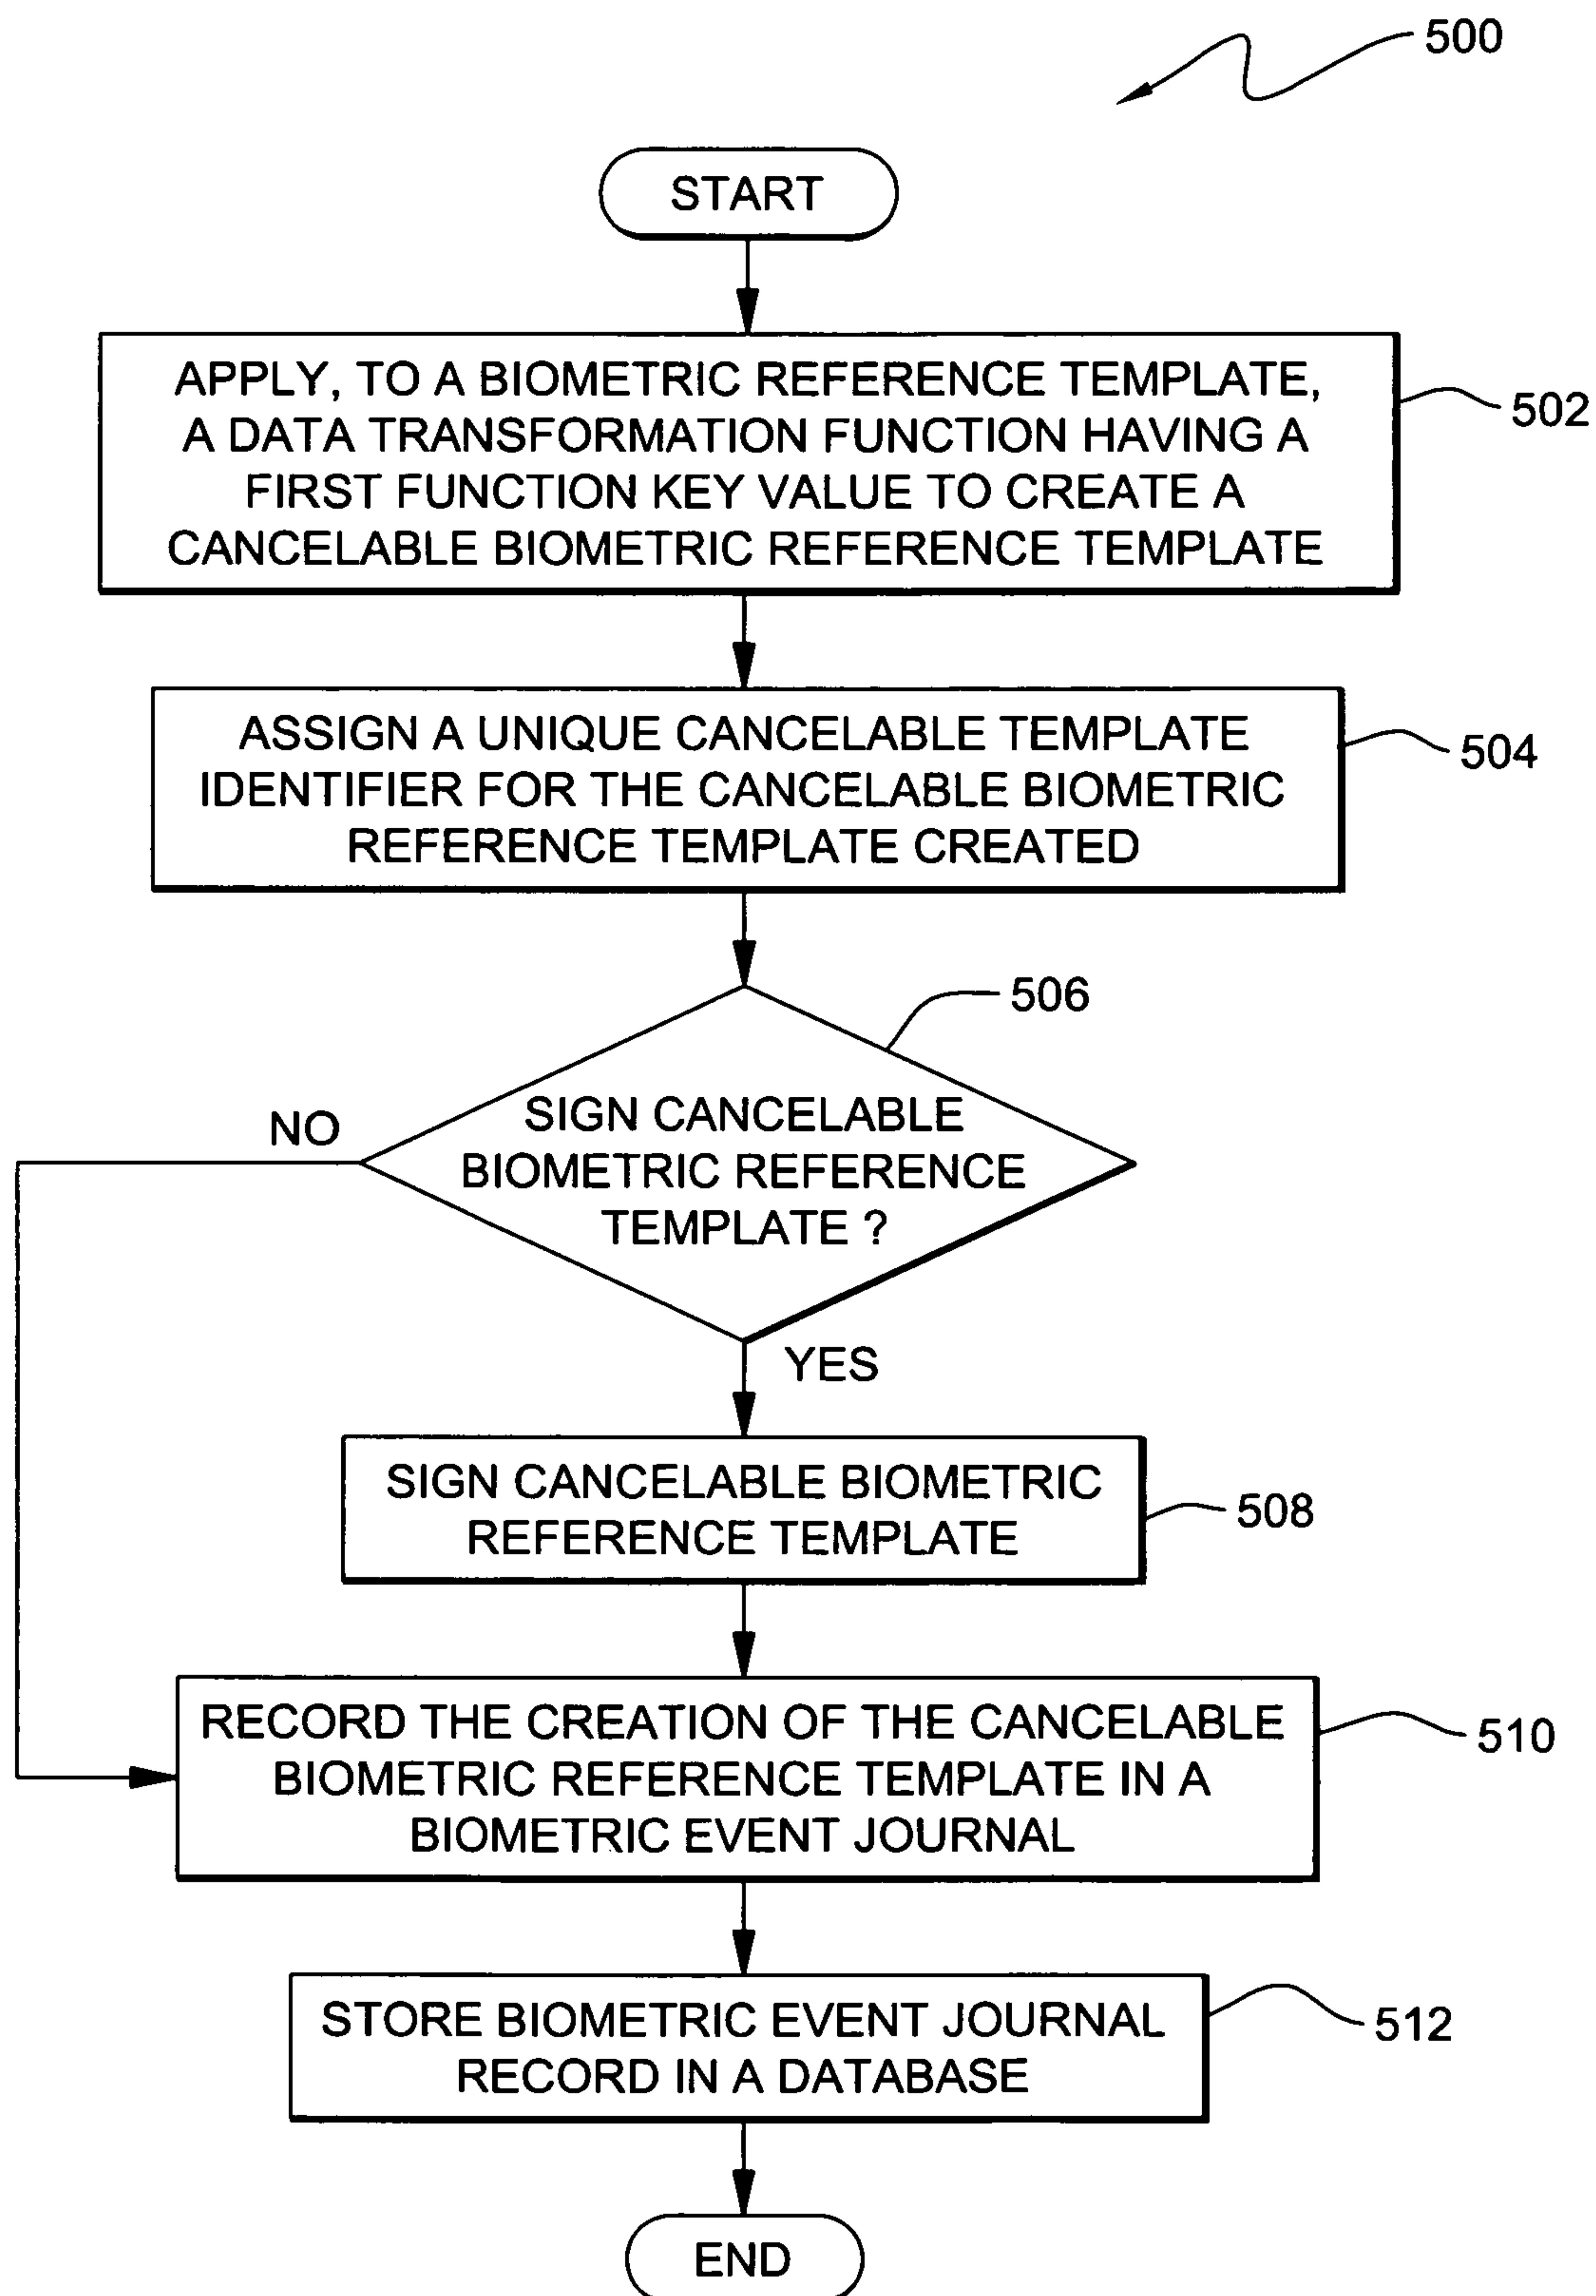 500
START
APPLY, TO A BIOMETRIC REFERENCE TEMPLATE,
A DATA TRANSFORMATION FUNCTION HAVING A
FIRST FUNCTION KEY VALUE TO CREATE A
CANCELABLE BIOMETRIC REFERENCE TEMPLATE
502
ASSIGN A UNIQUE CANCELABLE TEMPLATE
IDENTIFIER FOR THE CANCELABLE BIOMETRIC
REFERENCE TEMPLATE CREATED
504
506
SIGN CANCELABLE
BIOMETRIC REFERENCE
TEMPLATE ?
NO
YES
SIGN CANCELABLE BIOMETRIC
REFERENCE TEMPLATE
508
RECORD THE CREATION OF THE CANCELABLE
BIOMETRIC REFERENCE TEMPLATE IN A
BIOMETRIC EVENT JOURNAL
510
STORE BIOMETRIC EVENT JOURNAL
RECORD IN A DATABASE
512
END